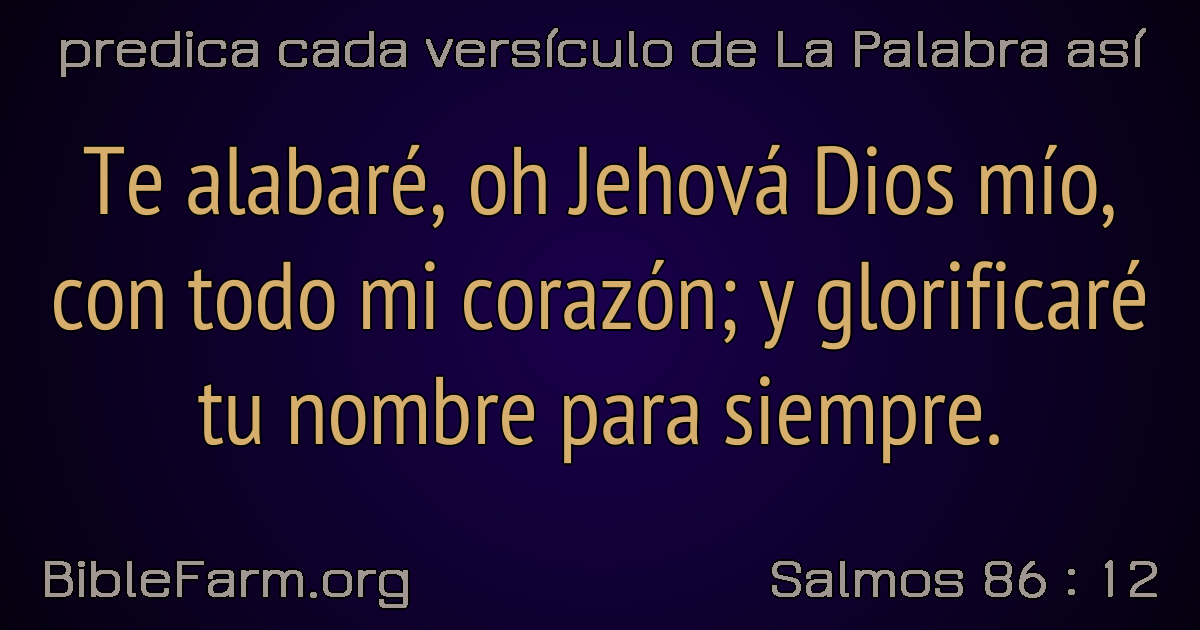 predica cada versículo de La Palabra así
Te alabaré, oh Jehová Dios mío,
con todo mi corazón; y glorificaré
tu nombre para siempre.
BibleFarm.org
Salmos 86 : 12